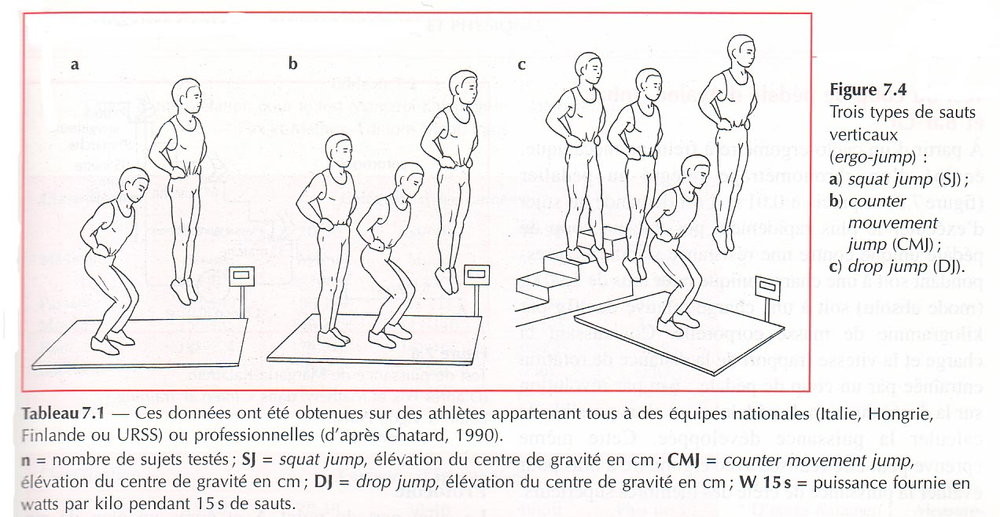 a
b
c
Figure 7.4
Trois types de sauts
verticaux
(ergo-jump) :
a) squat jump (SJ) ;
b) counter
mouvement
jump (CMJ) ;
c) drop jump (DJ).
Tableau 7.1 — Ces données ont été obtenues sur des athlètes appartenant tous à des équipes nationales (Italie, Hongrie,
Finlande ou URSS) ou professionnelles (d'après Chatard, 1990).
n = nombre de sujets testés ; SJ = squat jump, élévation du centre de gravité en cm ; CMJ = counter movement jump,
élévation du centre de gravité en cm ; DJ = drop jump, élévation du centre de gravité en cm ; W 15 s = puissance fournie en
watts par kilo pendant 15 s de sauts.